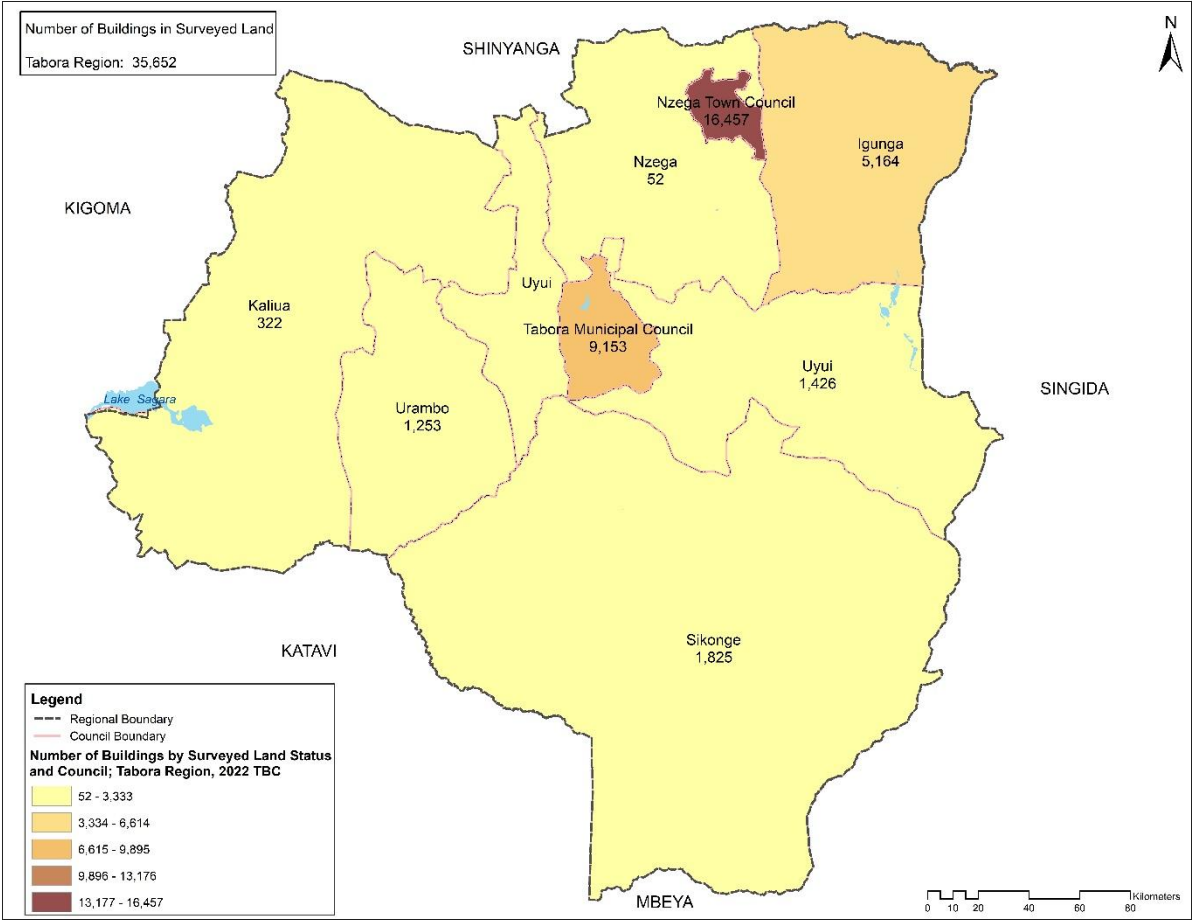 Number of Buildings in Surveyed Land
Tabora Region: 35,652
N
SHINYANGA
Nzega Town Council
16,457
Igunga
5,164
Nzega
52
KIGOMA
Uyui
Kaliua
322
Tabora Municipal Council
9,153
Uyui
1,426
SINGIDA
Lake Sagara
Urambo
1,253
Sikonge
1,825
KATAVI
Legend
Regional Boundary
Council Boundary
Number of Buildings by Surveyed Land Status
and Council; Tabora Region, 2022 TBC
52 - 3,333
3,334 - 6,614
6,615 - 9,895
9,896 - 13,176
13,177 - 16,457
MBEYA
Kilometers
0 10 20 40 60 80